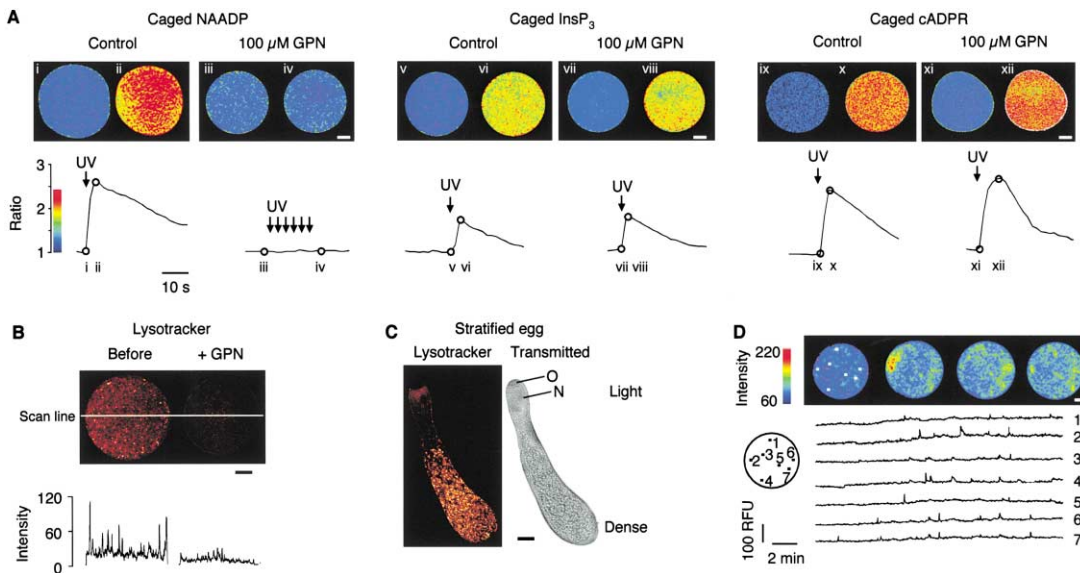 A
Caged NAADP
Caged InsP3
Caged cADPR
Control
100 µM GPN
Control
100 µM GPN
Control
100 µM GPN
i
ii
iii
iv
v
vi
vii
viii
ix
x
xi
xii
Ratio
3
2
1
UV
UV
UV
UV
UV
UV
i ii
iii iv
v vi
vii viii
ix x
xi xii
10 s
B
Lysotracker
Before + GPN
Scan line
Intensity
120
60
0
C
Stratified egg
Lysotracker Transmitted
O
N
Light
Dense
D
Intensity
220
60
1
2
3
4
5
6
7
1
2 3 5 6
4 7
100 RFU
2 min